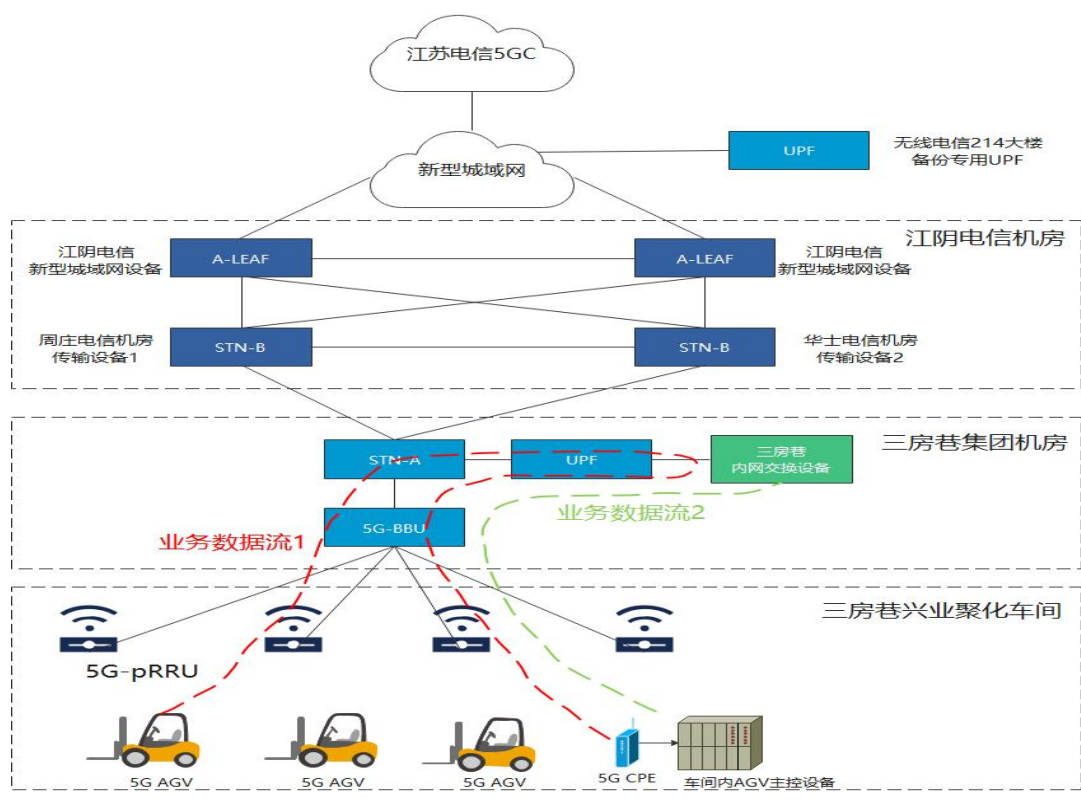 江苏电信5GC
新型城域网
UPF
无线电信214大楼
备份专用UPF
江阴电信机房
江阴电信
新型城域网设备
A-LEAF
A-LEAF
江阴电信
新型城域网设备
周庄电信机房
传输设备1
STN-B
STN-B
华士电信机房
传输设备2
三房巷集团机房
STN-A
UPF
三房巷
内网交换设备
业务数据流2
5G-BBU
业务数据流1
三房巷兴业聚化车间
5G-pRRU
5G AGV
5G AGV
5G AGV
5G CPE
车间内AGV主控设备